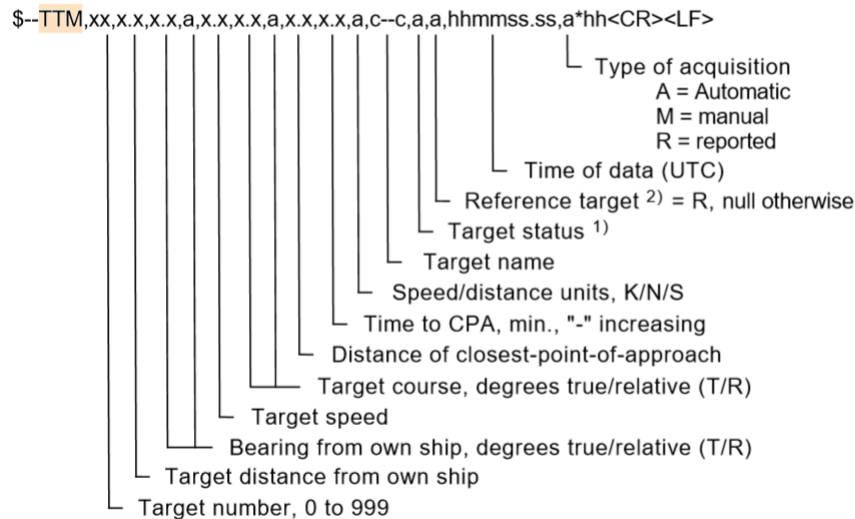 $--TTM,xx,x.x,x.x,a,x.x,x.x,a,x.x,x.x,a,c--c,a,a,hhmmss.ss,a*hh<CR><LF>
Type of acquisition
A = Automatic
M = manual
R = reported
Time of data (UTC)
Reference target 2) = R, null otherwise
Target status 1)
Target name
Speed/distance units, K/N/S
Time to CPA, min., "-" increasing
Distance of closest-point-of-approach
Target course, degrees true/relative (T/R)
Target speed
Bearing from own ship, degrees true/relative (T/R)
Target distance from own ship
Target number, 0 to 999